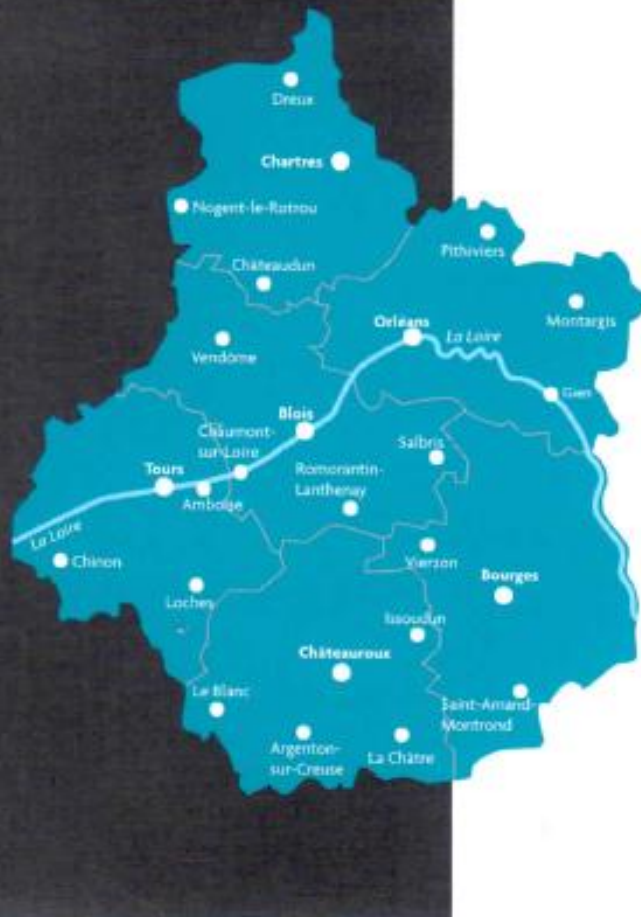 Dreux
Chartres
Nogent-le-Rotrou
Pithiviers
Châteaudun
Montargis
Orléans
La Loire
Vendôme
Gien
Blois
Chaumont-
sur-Loire
Salbris
Tours
Romorantin-
Lanthenay
Amboise
La Loire
Chinon
Vierzon
Bourges
Loches
Issoudun
Châteauroux
Le Blanc
Saint-Amand-
Montrond
Argenton-
sur-Creuse
La Châtre